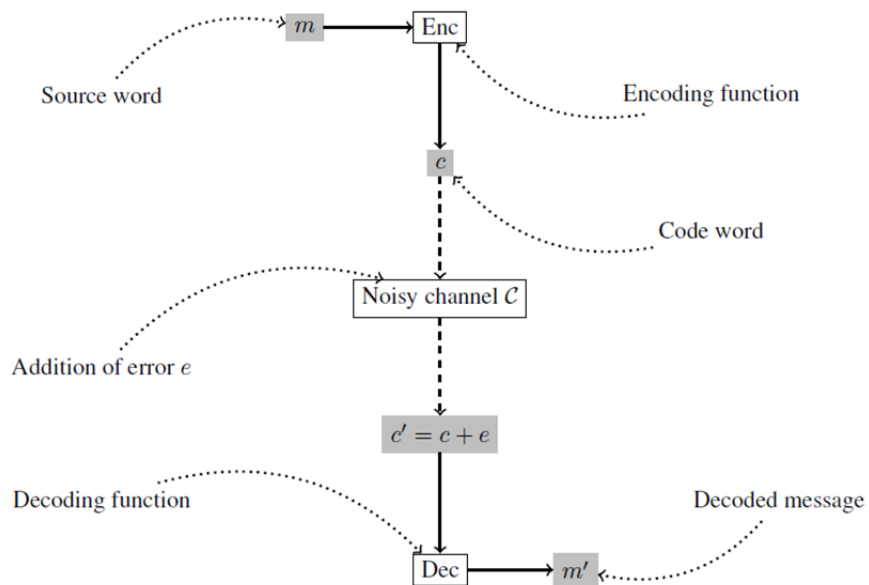 m
Enc
Source word
Encoding function
c
Code word
Noisy channel 𝒞
Addition of error e
c′ = c + e
Decoding function
Decoded message
Dec
m′